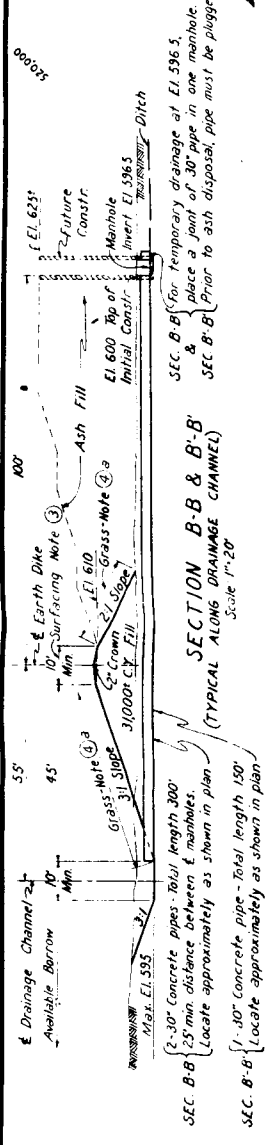 520,000
55'
100'
₵ Drainage Channel
45'
10'
₵ Earth Dike
Available Borrow
10'
Min.
Min.
Surfacing Note ③
El. 625±
Future
Constr.
Grass-Note ④a
El 610
Ash Fill
Grass-Note ④a
El. 600 Top of
Initial Constr.
Manhole
Invert El. 596.5
Ditch
3:1
3:1 Slope
2" Crown
2:1 Slope
31,000± C.Y. Fill
Max. El. 595
SECTION B-B & B'-B'
(TYPICAL ALONG DRAINAGE CHANNEL)
Scale 1"=20'
SEC. B-B { 2-30" Concrete pipes - Total length 300'
25' min. distance between ₵ manholes.
Locate approximately as shown in plan
SEC. B'-B' { 1-30" Concrete pipe - Total length 150'
Locate approximately as shown in plan
SEC. B-B { For temporary drainage at El. 596.5,
& place a joint of 30" pipe in one manhole.
SEC B'-B' Prior to ash disposal, pipe must be plugge